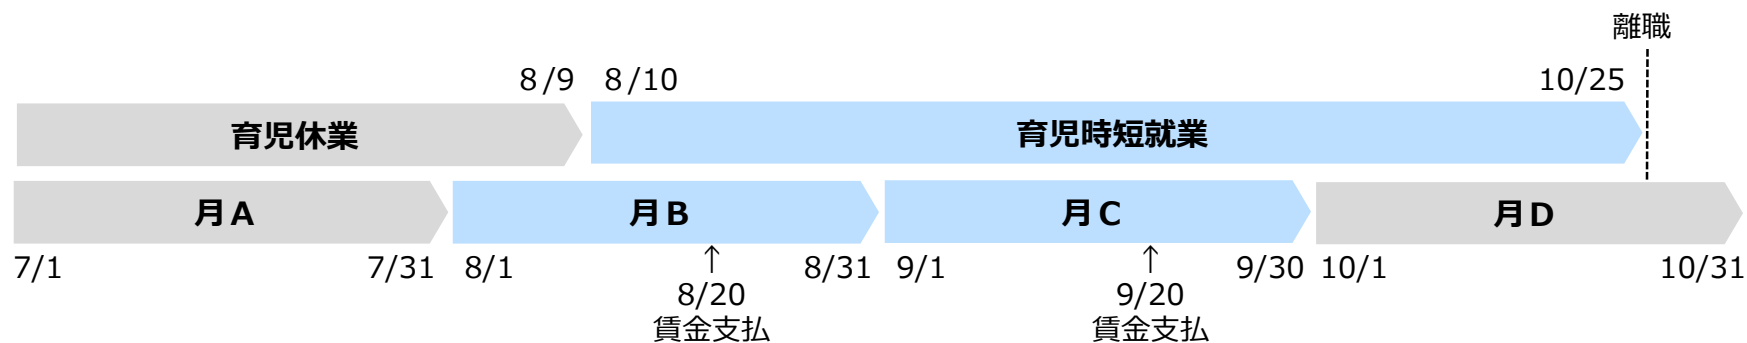 離職
8/9 8/10 10/25
育児休業 育児時短就業
月A 月B 月C 月D
7/1 7/31 8/1 ↑ 8/31 9/1 ↑ 9/30 10/1 10/31
8/20 9/20
賃金支払 賃金支払